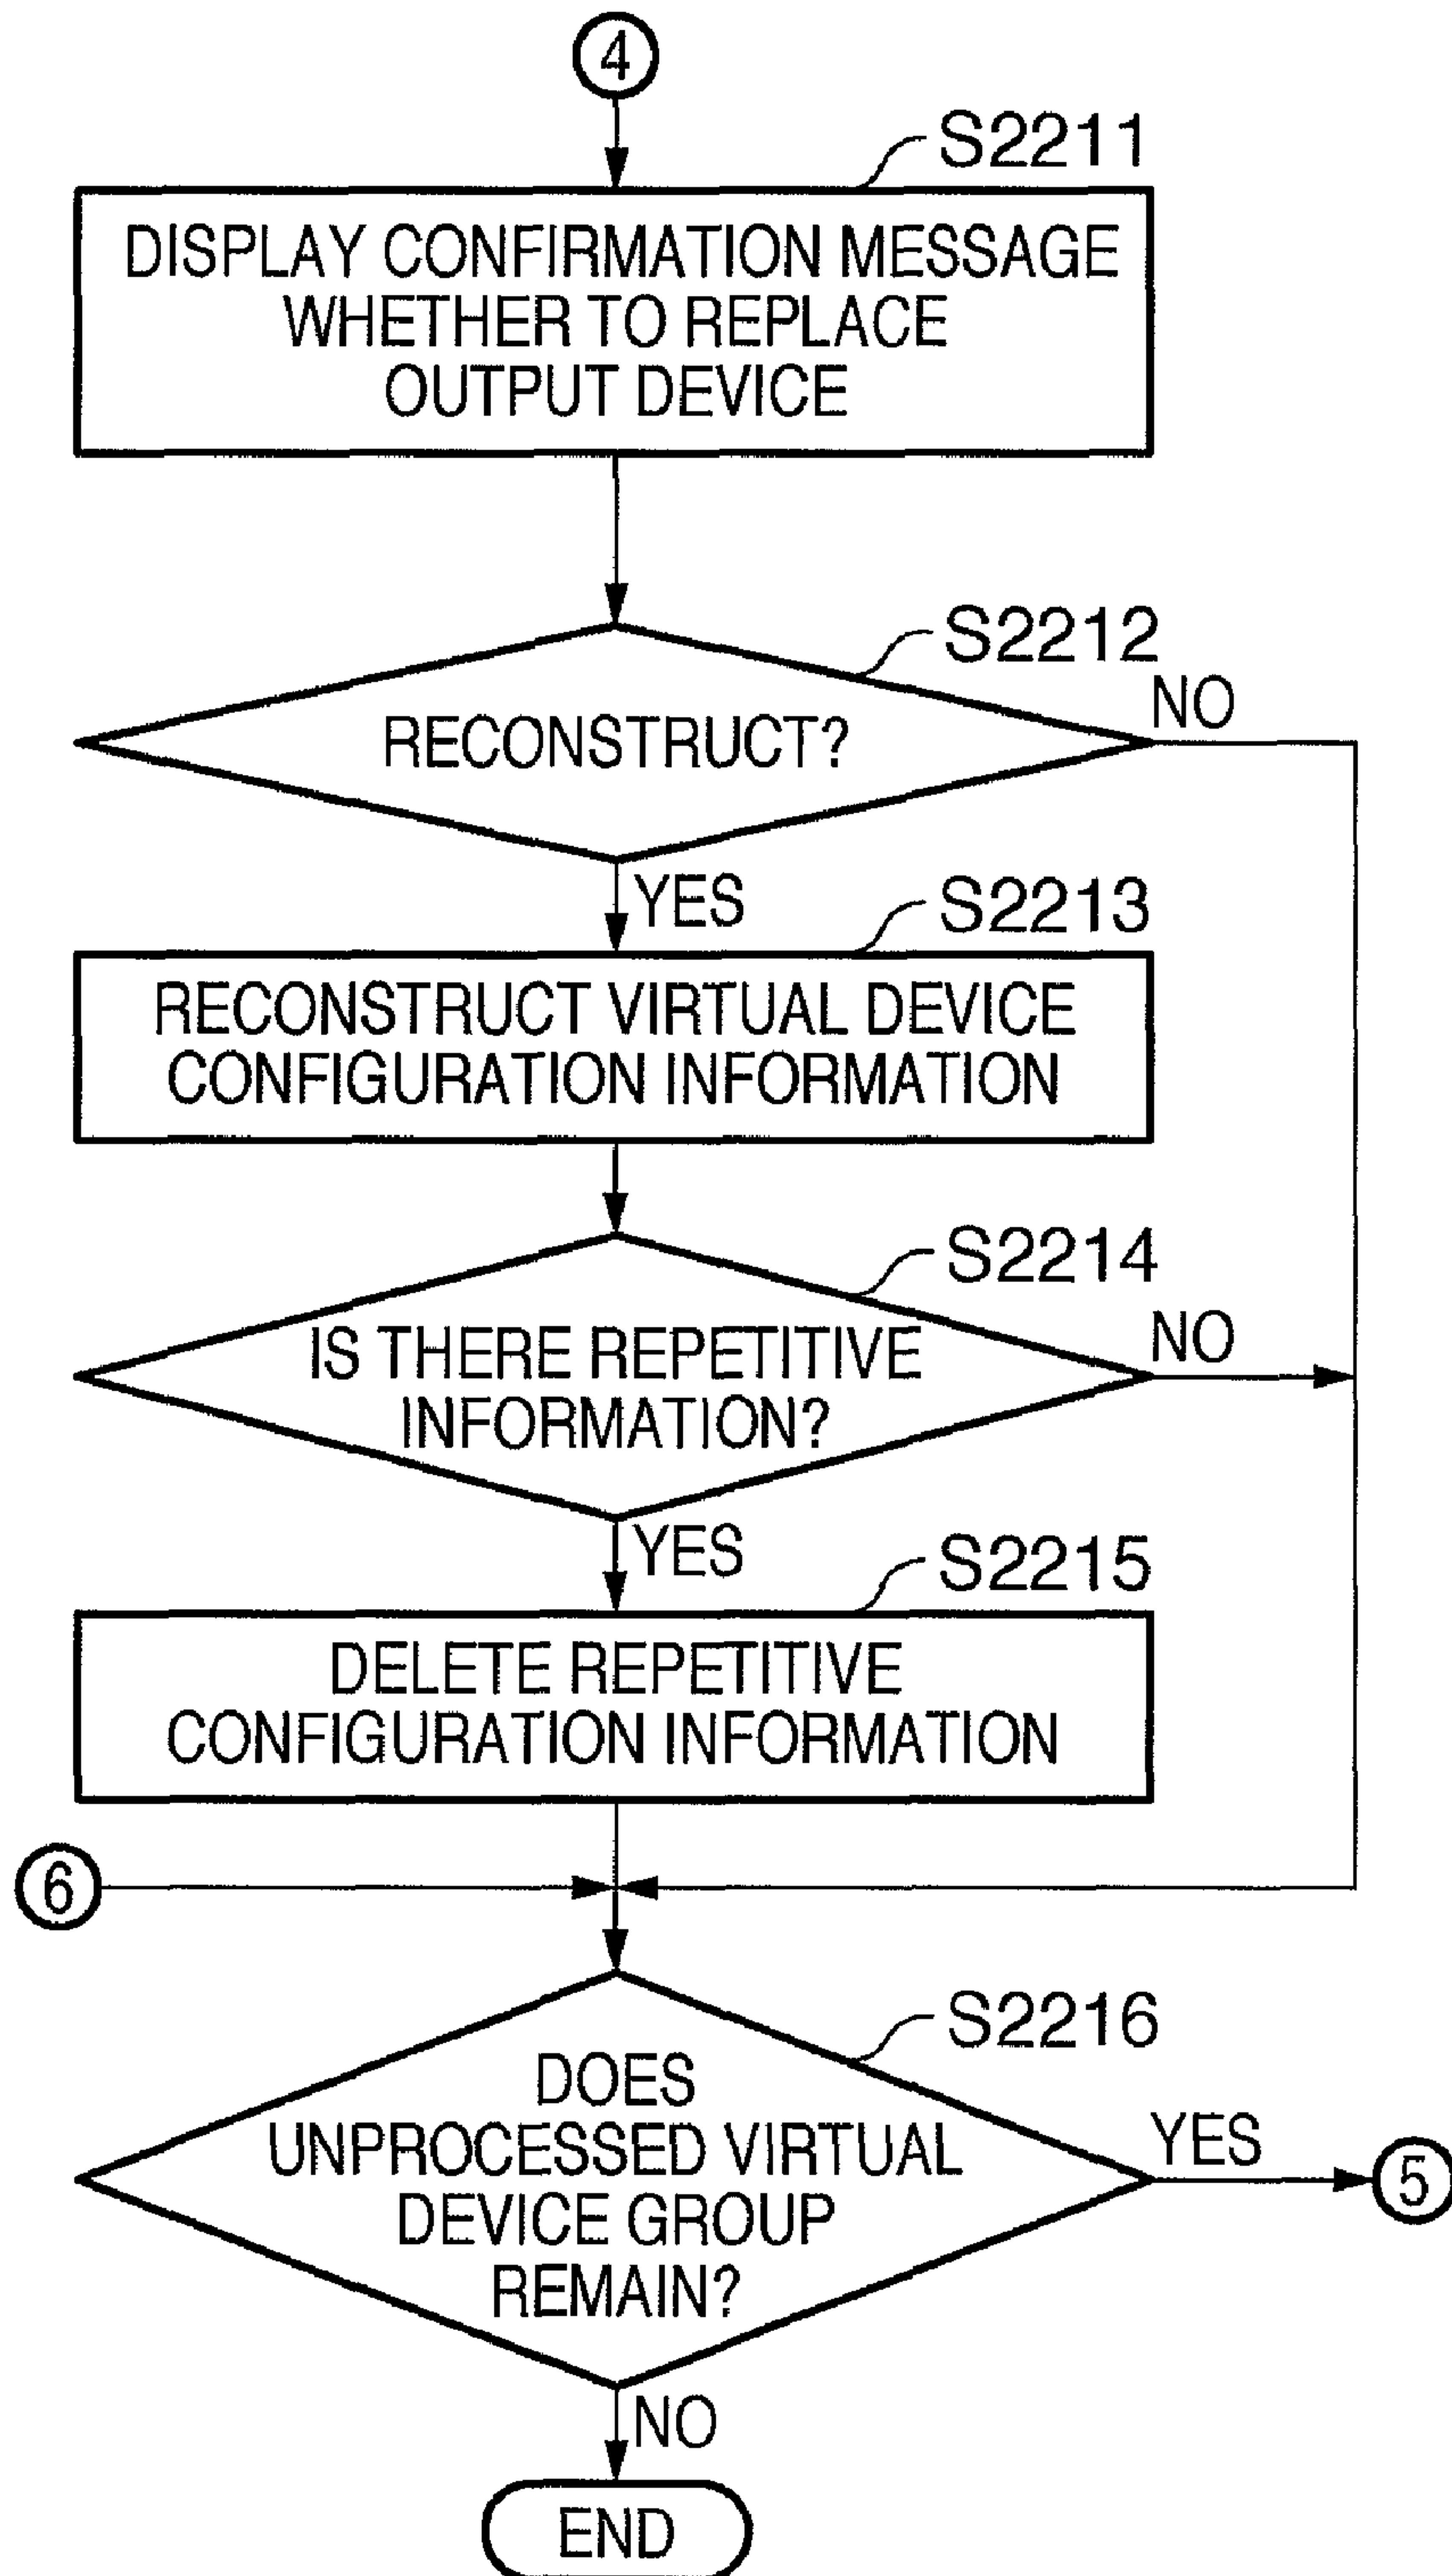 4
S2211
DISPLAY CONFIRMATION MESSAGE
WHETHER TO REPLACE
OUTPUT DEVICE
S2212
NO
RECONSTRUCT?
YES
S2213
RECONSTRUCT VIRTUAL DEVICE
CONFIGURATION INFORMATION
S2214
NO
IS THERE REPETITIVE
INFORMATION?
YES
S2215
DELETE REPETITIVE
CONFIGURATION INFORMATION
6
S2216
DOES
UNPROCESSED VIRTUAL
DEVICE GROUP
REMAIN?
YES
5
NO
END